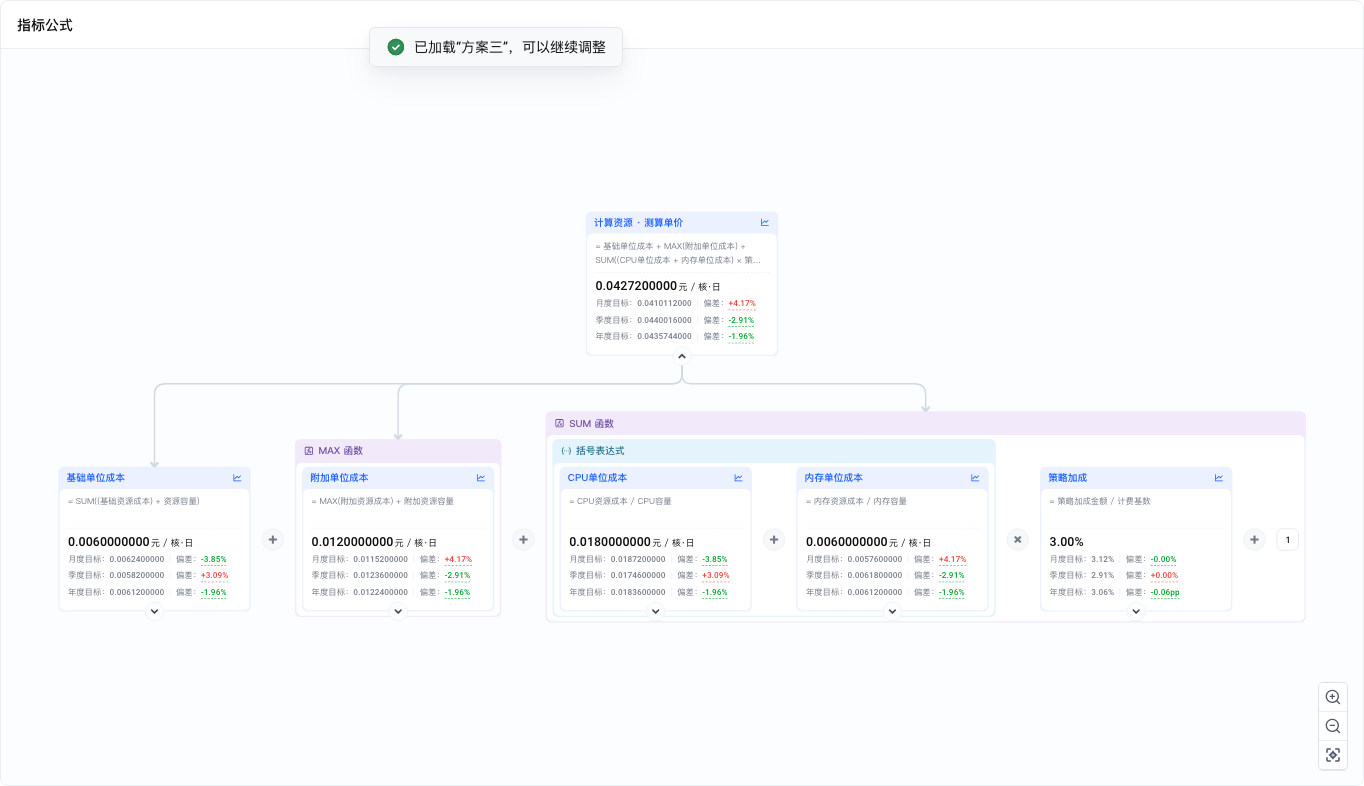 指标公式
已加载“方案三”，可以继续调整
计算资源 · 测算单价
= 基础单位成本 + MAX(附加单位成本) +
SUM((CPU单位成本 + 内存单位成本) × 第...
0.0427200000 元 / 核·日
月度目标： 0.0410112000 偏差： +4.17%
季度目标： 0.0440016000 偏差： -2.91%
年度目标： 0.0435744000 偏差： -1.96%
SUM 函数
MAX 函数
(··) 括号表达式
基础单位成本
= SUM((基础资源成本) + 资源容量)
0.0060000000 元 / 核·日
月度目标： 0.0062400000 偏差： -3.85%
季度目标： 0.0058200000 偏差： +3.09%
年度目标： 0.0061200000 偏差： -1.96%
+
附加单位成本
= MAX(附加资源成本) + 附加资源容量
0.0120000000 元 / 核·日
月度目标： 0.0115200000 偏差： +4.17%
季度目标： 0.0123600000 偏差： -2.91%
年度目标： 0.0122400000 偏差： -1.96%
+
CPU单位成本
= CPU资源成本 / CPU容量
0.0180000000 元 / 核·日
月度目标： 0.0187200000 偏差： -3.85%
季度目标： 0.0174600000 偏差： +3.09%
年度目标： 0.0183600000 偏差： -1.96%
+
内存单位成本
= 内存资源成本 / 内存容量
0.0060000000 元 / 核·日
月度目标： 0.0057600000 偏差： +4.17%
季度目标： 0.0061800000 偏差： -2.91%
年度目标： 0.0061200000 偏差： -1.96%
×
策略加成
= 策略加成金额 / 计费基数
3.00%
月度目标： 3.12% 偏差： -0.00%
季度目标： 2.91% 偏差： +0.00%
年度目标： 3.06% 偏差： -0.06pp
+
1